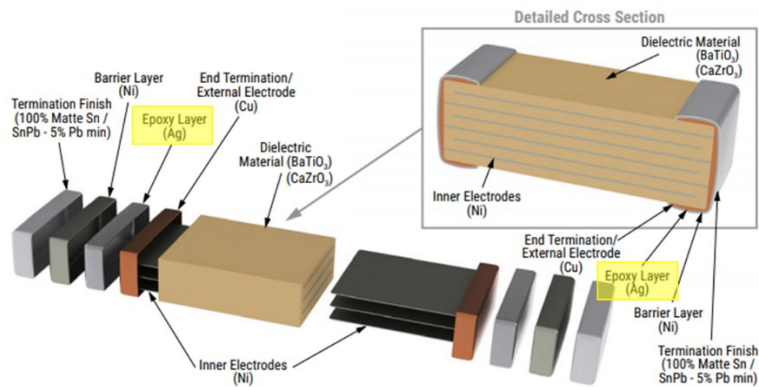 Detailed Cross Section
Dielectric Material
(BaTiO₃)
(CaZrO₃)
Barrier Layer
(Ni)
End Termination/
External Electrode
(Cu)
Termination Finish
(100% Matte Sn /
SnPb - 5% Pb min)
Epoxy Layer
(Ag)
Dielectric
Material (BaTiO₃)
(CaZrO₃)
Inner Electrodes
(Ni)
End Termination/
External Electrode
(Cu)
Epoxy Layer
(Ag)
Barrier Layer
(Ni)
Inner Electrodes
(Ni)
Termination Finish
(100% Matte Sn /
SnPb - 5% Pb min)